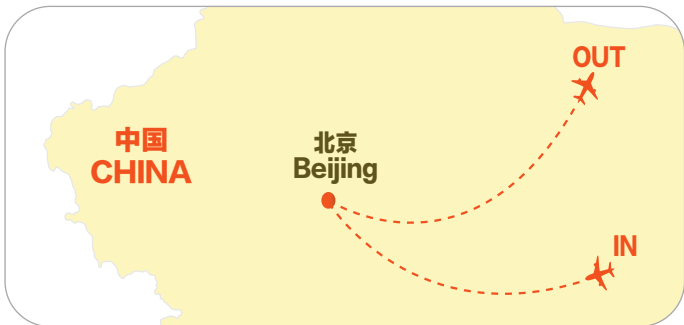 OUT
中国
CHINA
北京
Beijing
IN